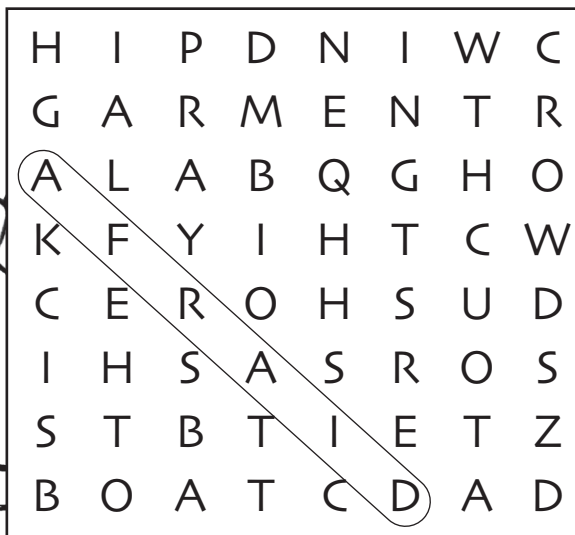 H I P D N I W C
G A R M E N T R
A L A B Q G H O
K F Y I H T C W
C E R O H S U D
I H S A S R O S
S T B T I E T Z
B O A T C D A D